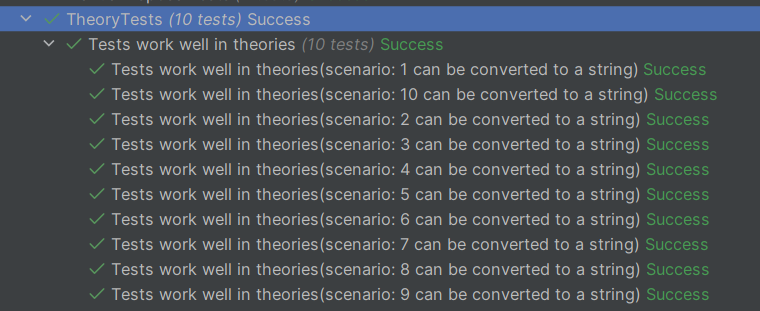 TheoryTests (10 tests) Success
Tests work well in theories (10 tests) Success
Tests work well in theories(scenario: 1 can be converted to a string) Success
Tests work well in theories(scenario: 10 can be converted to a string) Success
Tests work well in theories(scenario: 2 can be converted to a string) Success
Tests work well in theories(scenario: 3 can be converted to a string) Success
Tests work well in theories(scenario: 4 can be converted to a string) Success
Tests work well in theories(scenario: 5 can be converted to a string) Success
Tests work well in theories(scenario: 6 can be converted to a string) Success
Tests work well in theories(scenario: 7 can be converted to a string) Success
Tests work well in theories(scenario: 8 can be converted to a string) Success
Tests work well in theories(scenario: 9 can be converted to a string) Success